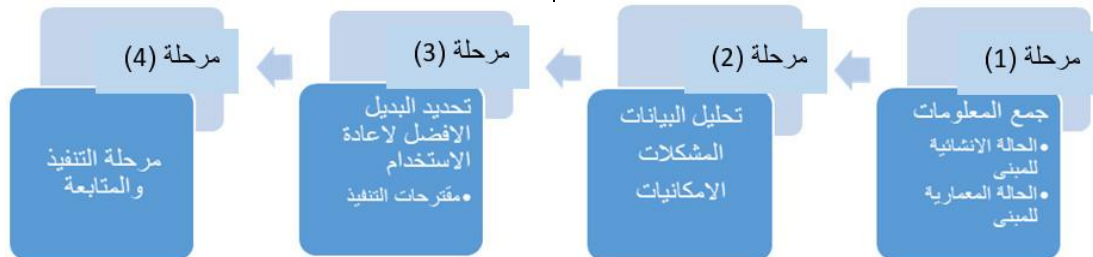 مرحلة (1)
جمع المعلومات
•الحالة الانشائية
للمبنى
•الحالة المعمارية
للمبنى
مرحلة (2)
تحليل البيانات
المشكلات
الامكانيات
مرحلة (3)
تحديد البديل
الافضل لاعادة
الاستخدام
•مقترحات التنفيذ
مرحلة (4)
مرحلة التنفيذ
والمتابعة